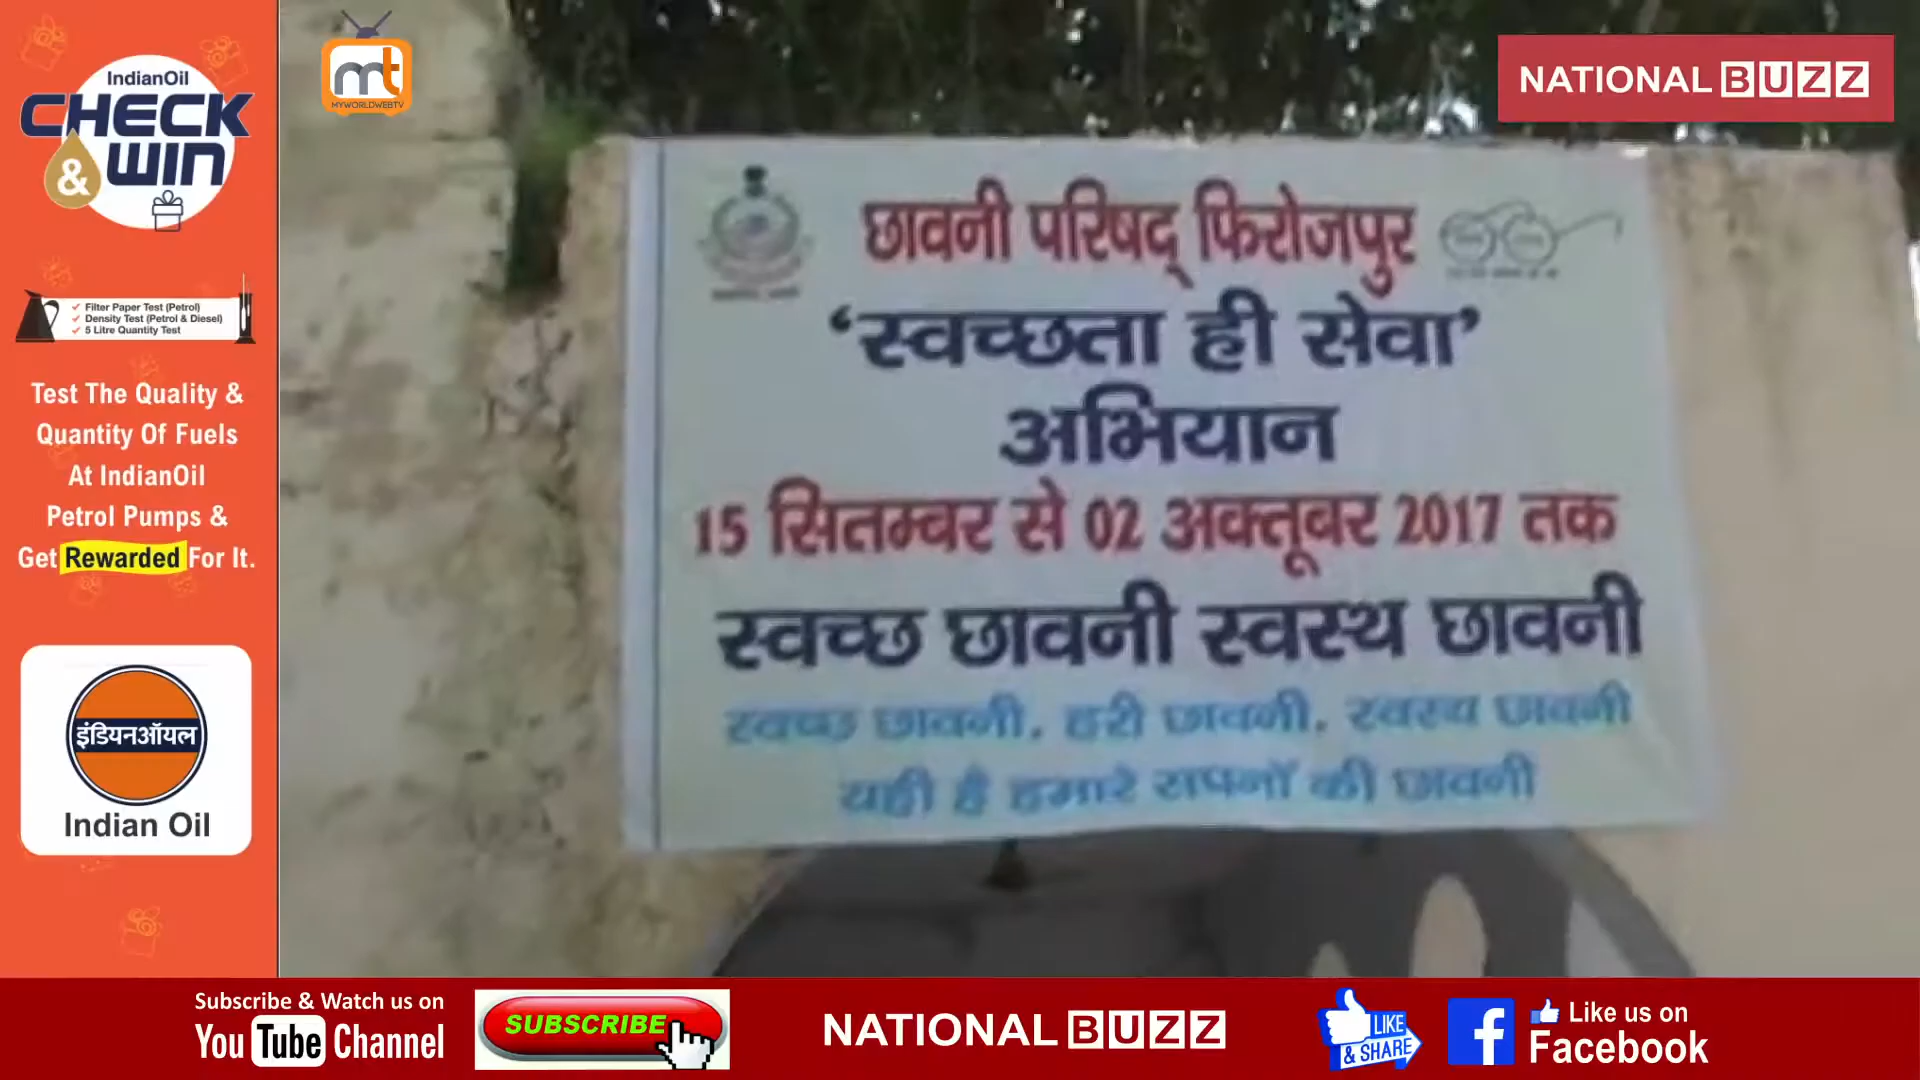 IndianOil
CHECK
& WIN
Filter Paper Test (Petrol)
Density Test (Petrol & Diesel)
5 Litre Quantity Test
Test The Quality &
Quantity Of Fuels
At IndianOil
Petrol Pumps &
Get Rewarded For It.
इंडियनऑयल
Indian Oil
mt
MYWORLDWEBTV
NATIONAL BUZZ
छावनी परिषद् फिरोजपुर
‘स्वच्छता ही सेवा’
अभियान
15 सितम्बर से 02 अक्तूबर 2017 तक
स्वच्छ छावनी स्वस्थ छावनी
स्वच्छ छावनी, हरी छावनी, स्वस्थ छावनी
यही है हमारे सपनों की छावनी
Subscribe & Watch us on
You Tube Channel
SUBSCRIBE
NATIONAL BUZZ
LIKE
& SHARE
f
Like us on
Facebook